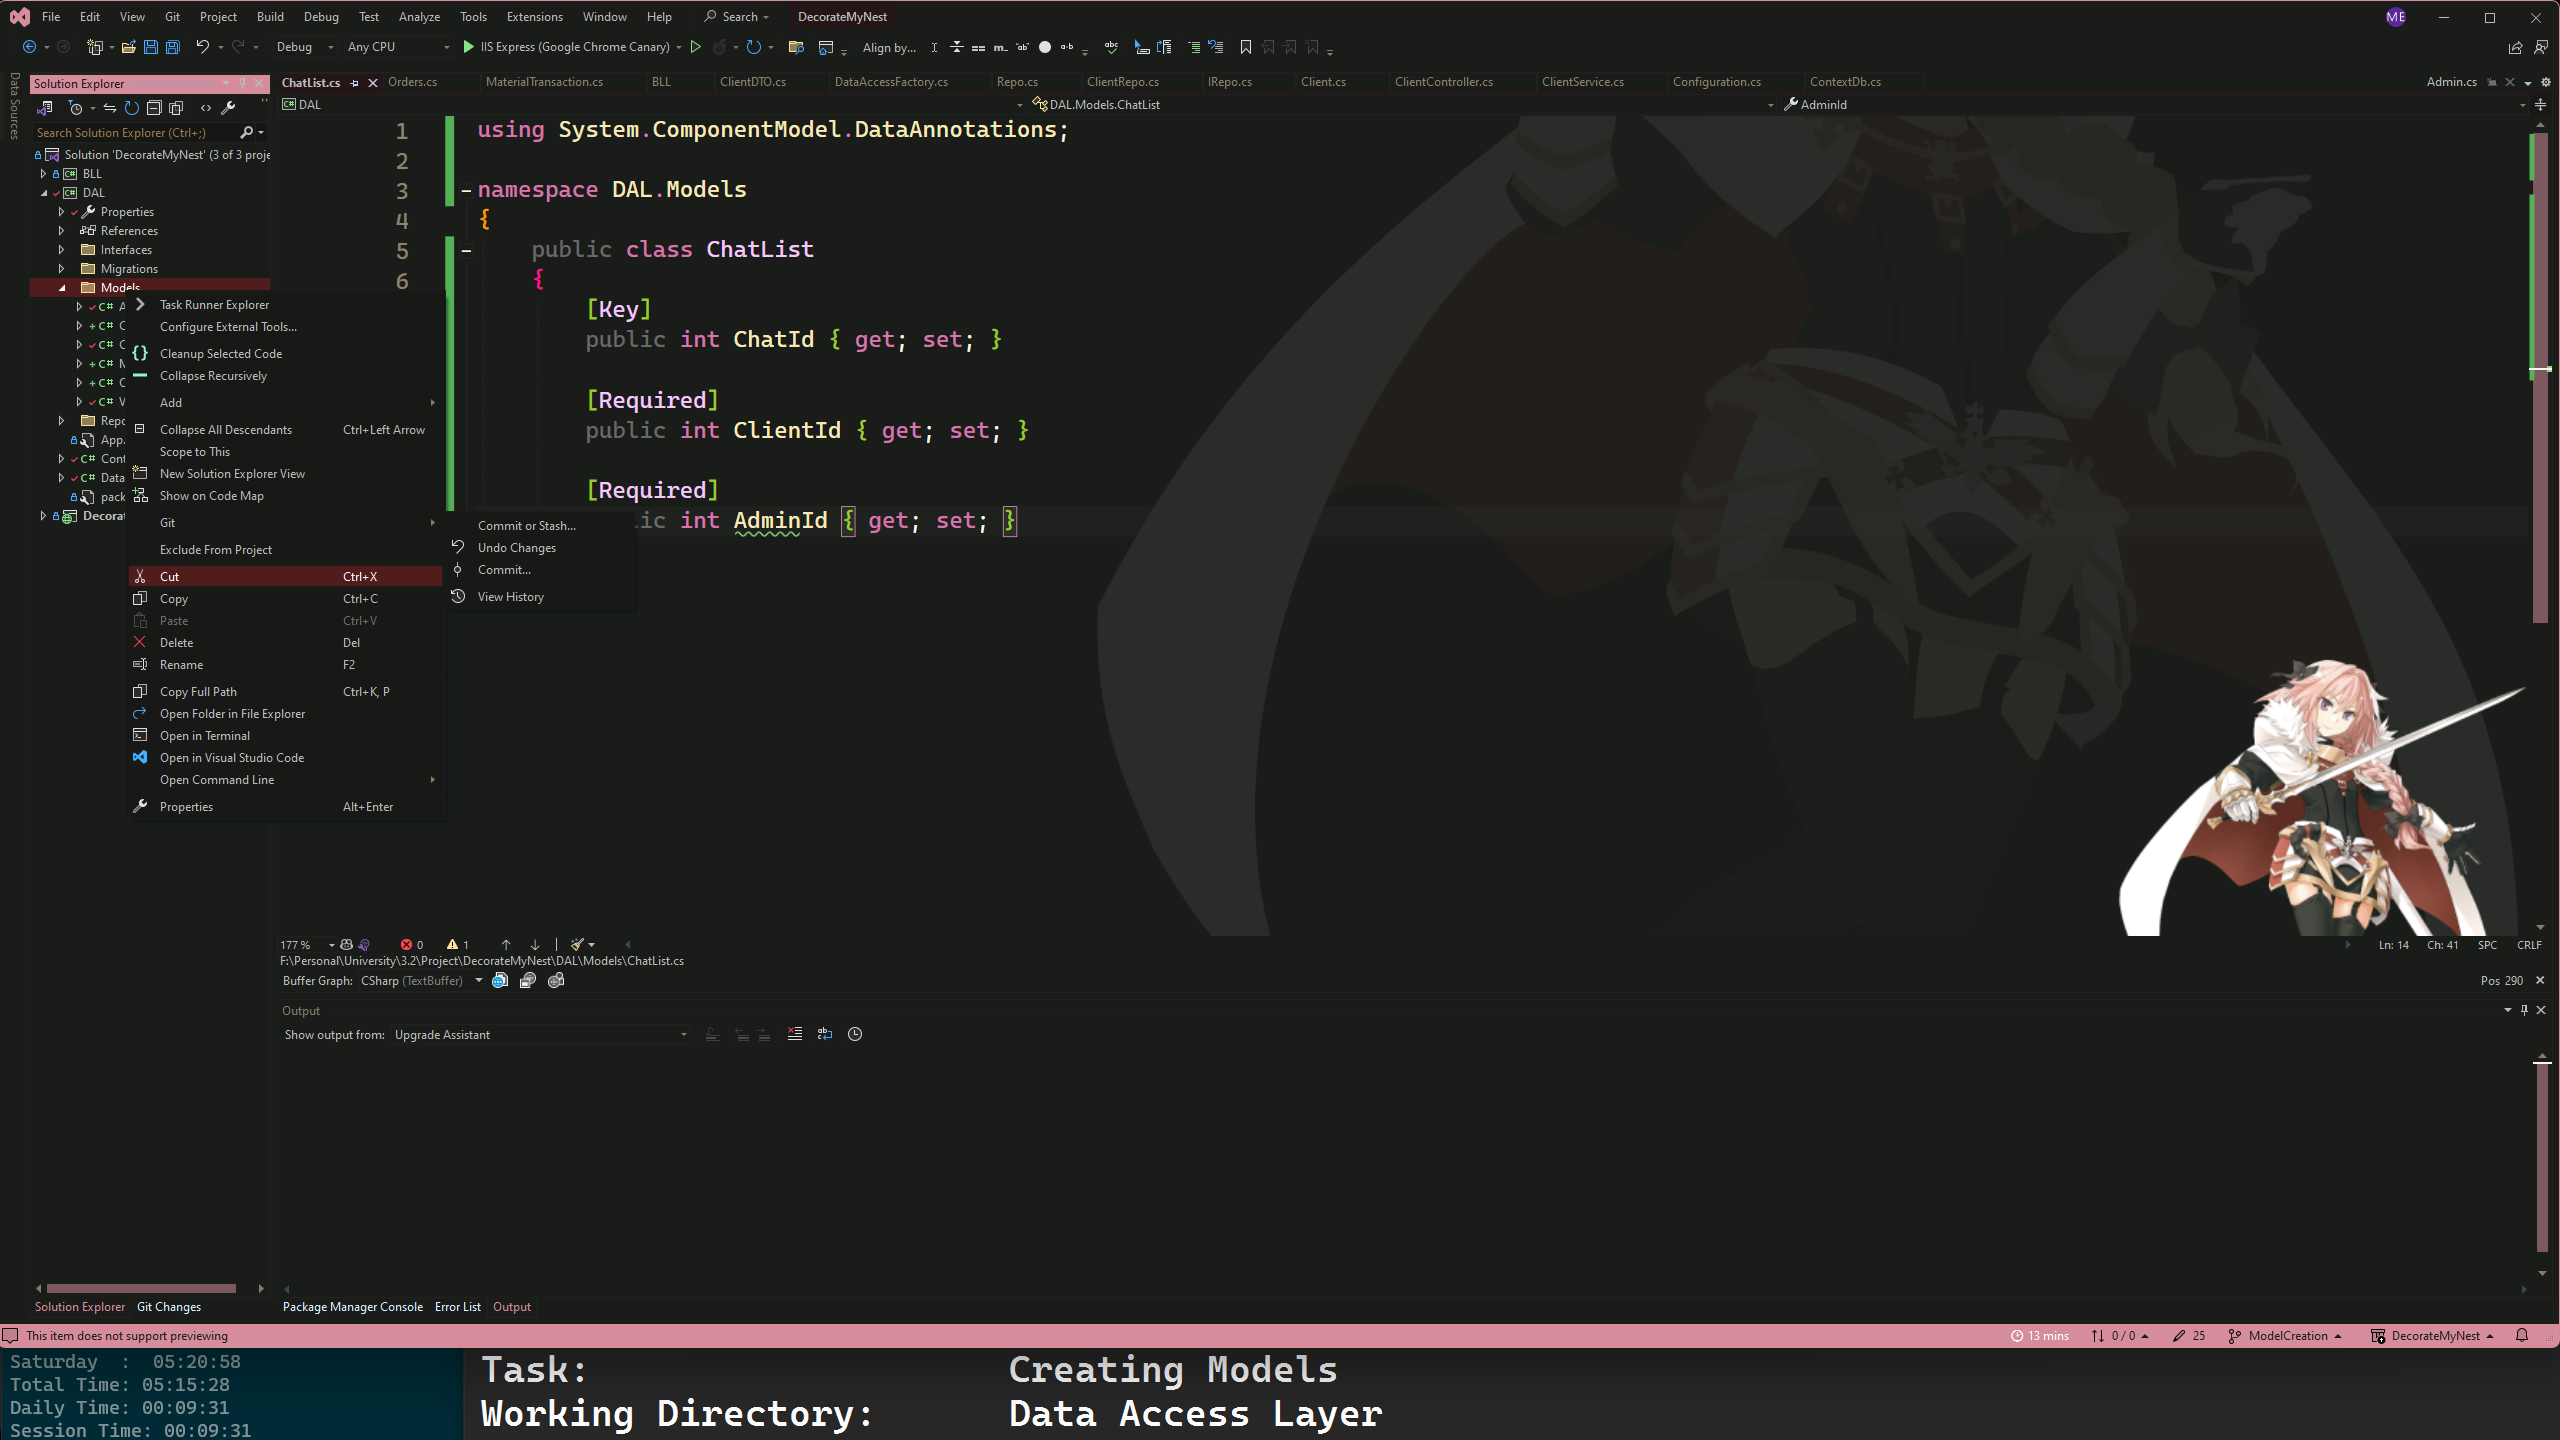 File Edit View Git Project Build Debug Test Analyze Tools Extensions Window Help Search DecorateMyNest ME
Debug Any CPU IIS Express (Google Chrome Canary) Align by...
Data Sources
Solution Explorer
Search Solution Explorer (Ctrl+;)
Solution 'DecorateMyNest' (3 of 3 proje
BLL
DAL
Properties
References
Interfaces
Migrations
Models
Repo
App.
Conf
Data
pack
Decorat
Task Runner Explorer
Configure External Tools...
Cleanup Selected Code
Collapse Recursively
Add
Collapse All Descendants Ctrl+Left Arrow
Scope to This
New Solution Explorer View
Show on Code Map
Git
Exclude From Project
Cut Ctrl+X
Copy Ctrl+C
Paste Ctrl+V
Delete Del
Rename F2
Copy Full Path Ctrl+K, P
Open Folder in File Explorer
Open in Terminal
Open in Visual Studio Code
Open Command Line
Properties Alt+Enter
Commit or Stash...
Undo Changes
Commit...
View History
ChatList.cs Orders.cs MaterialTransaction.cs BLL ClientDTO.cs DataAccessFactory.cs Repo.cs ClientRepo.cs IRepo.cs Client.cs ClientController.cs ClientService.cs Configuration.cs ContextDb.cs Admin.cs
DAL DAL.Models.ChatList AdminId
1 using System.ComponentModel.DataAnnotations;
2
3 namespace DAL.Models
4 {
5 public class ChatList
6 {
[Key]
public int ChatId { get; set; }
[Required]
public int ClientId { get; set; }
[Required]
lic int AdminId { get; set; }
177 % 0 1 Ln: 14 Ch: 41 SPC CRLF
F:\Personal\University\3.2\Project\DecorateMyNest\DAL\Models\ChatList.cs
Buffer Graph: CSharp (TextBuffer) Pos 290
Output
Show output from: Upgrade Assistant
Solution Explorer Git Changes
Package Manager Console Error List Output
This item does not support previewing 13 mins 0 / 0 25 ModelCreation DecorateMyNest
Saturday : 05:20:58
Total Time: 05:15:28
Daily Time: 00:09:31
Session Time: 00:09:31
Task: Creating Models
Working Directory: Data Access Layer